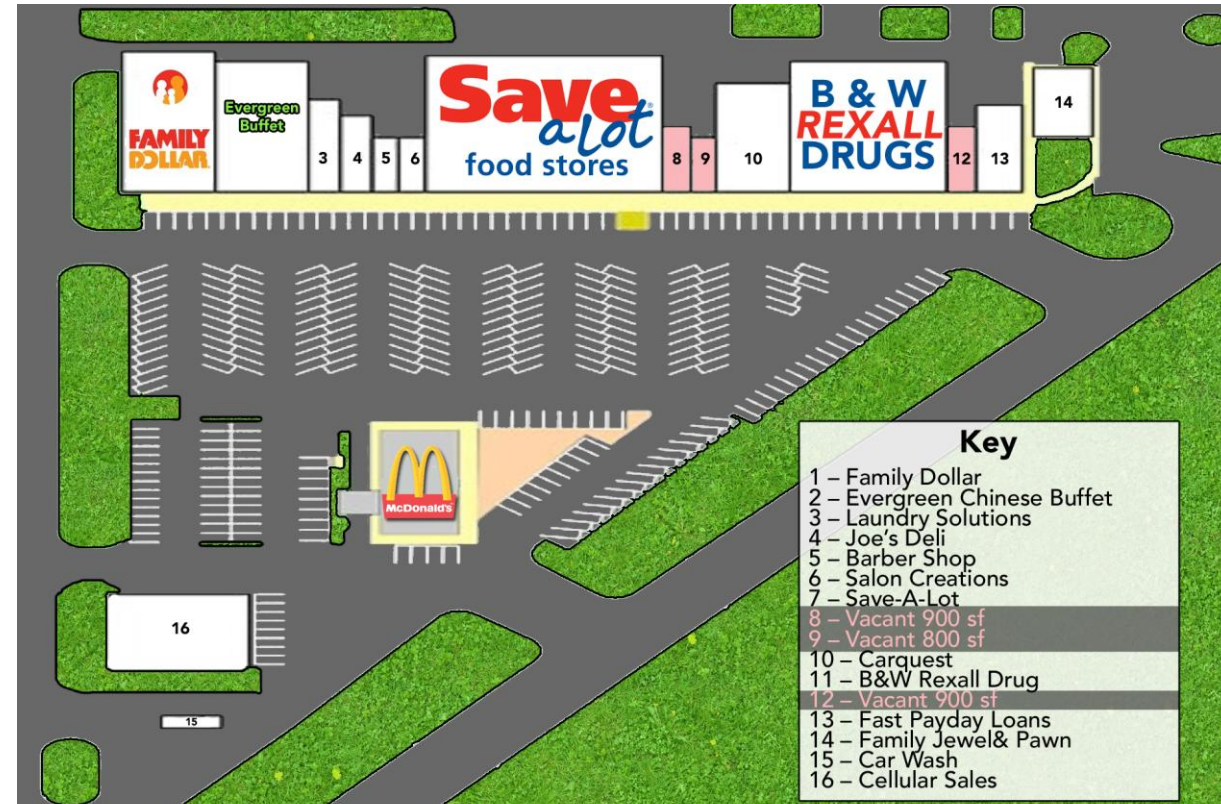 FAMILY
DOLLAR
Evergreen
Buffet
3
4
5
6
Save
a Lot
food stores
8
9
10
B & W
REXALL
DRUGS
12
13
14
McDonald's
16
15
Key
1 – Family Dollar
2 – Evergreen Chinese Buffet
3 – Laundry Solutions
4 – Joe's Deli
5 – Barber Shop
6 – Salon Creations
7 – Save-A-Lot
8 – Vacant 900 sf
9 – Vacant 800 sf
10 – Carquest
11 – B&W Rexall Drug
12 – Vacant 900 sf
13 – Fast Payday Loans
14 – Family Jewel& Pawn
15 – Car Wash
16 – Cellular Sales